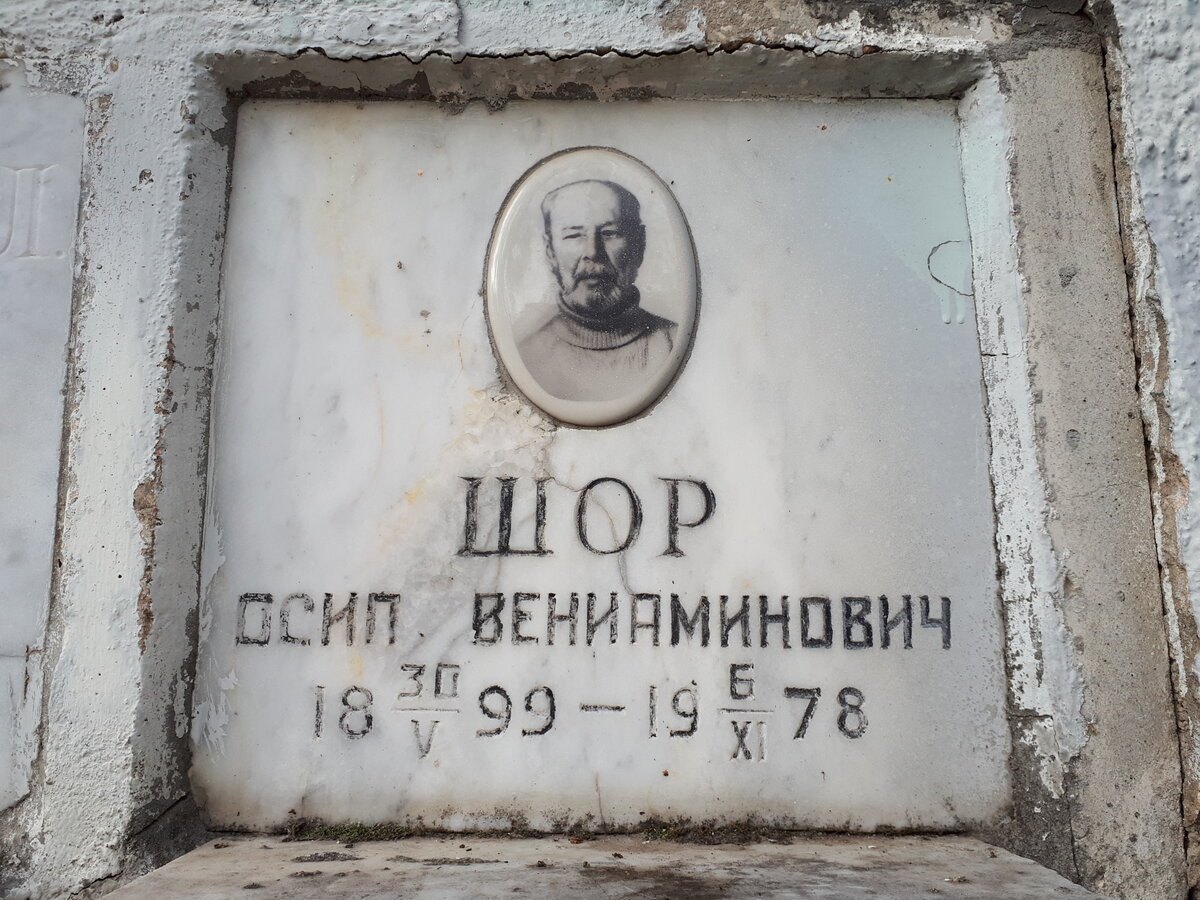 ШОР
ОСИП ВЕНИАМИНОВИЧ
18 30/V 99 – 19 6/XI 78